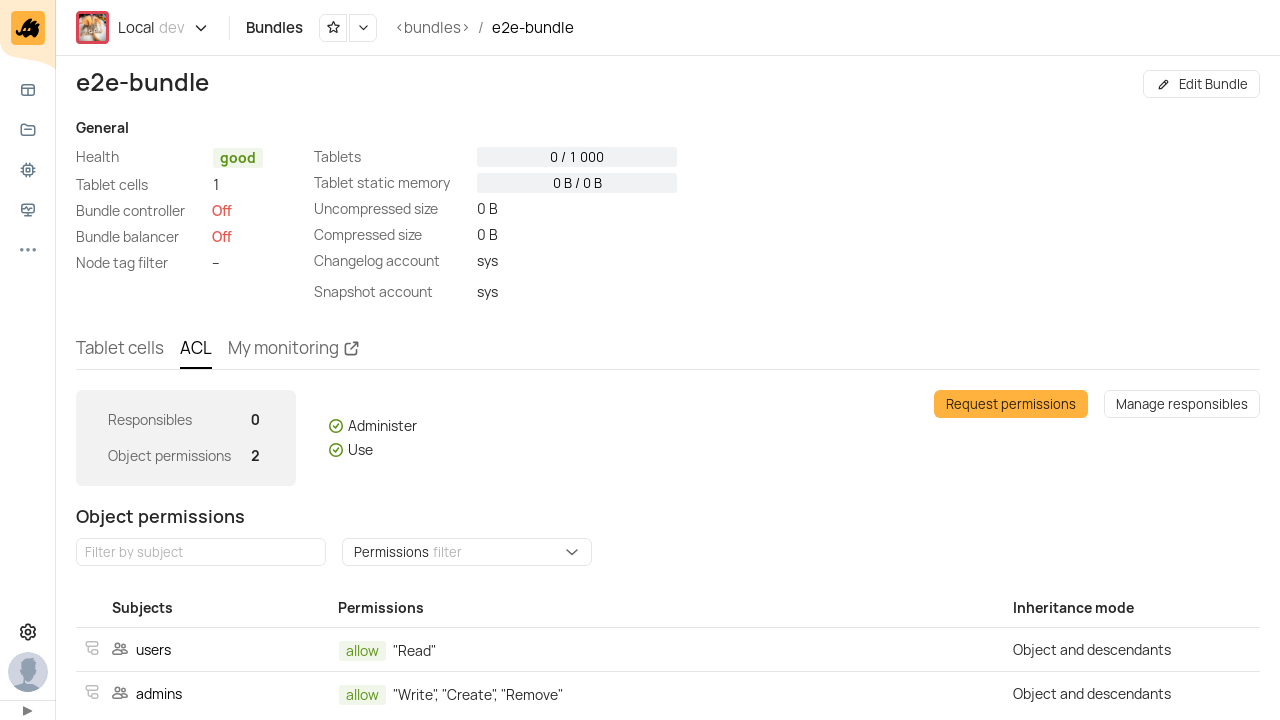 Local dev
Bundles
<bundles> / e2e-bundle
e2e-bundle
Edit Bundle
General
Health good
Tablet cells 1
Bundle controller Off
Bundle balancer Off
Node tag filter –
Tablets 0 / 1 000
Tablet static memory 0 B / 0 B
Uncompressed size 0 B
Compressed size 0 B
Changelog account sys
Snapshot account sys
Tablet cells ACL My monitoring
Responsibles 0
Object permissions 2
Administer
Use
Request permissions
Manage responsibles
Object permissions
Filter by subject
Permissions filter
Subjects Permissions Inheritance mode
users allow "Read" Object and descendants
admins allow "Write", "Create", "Remove" Object and descendants